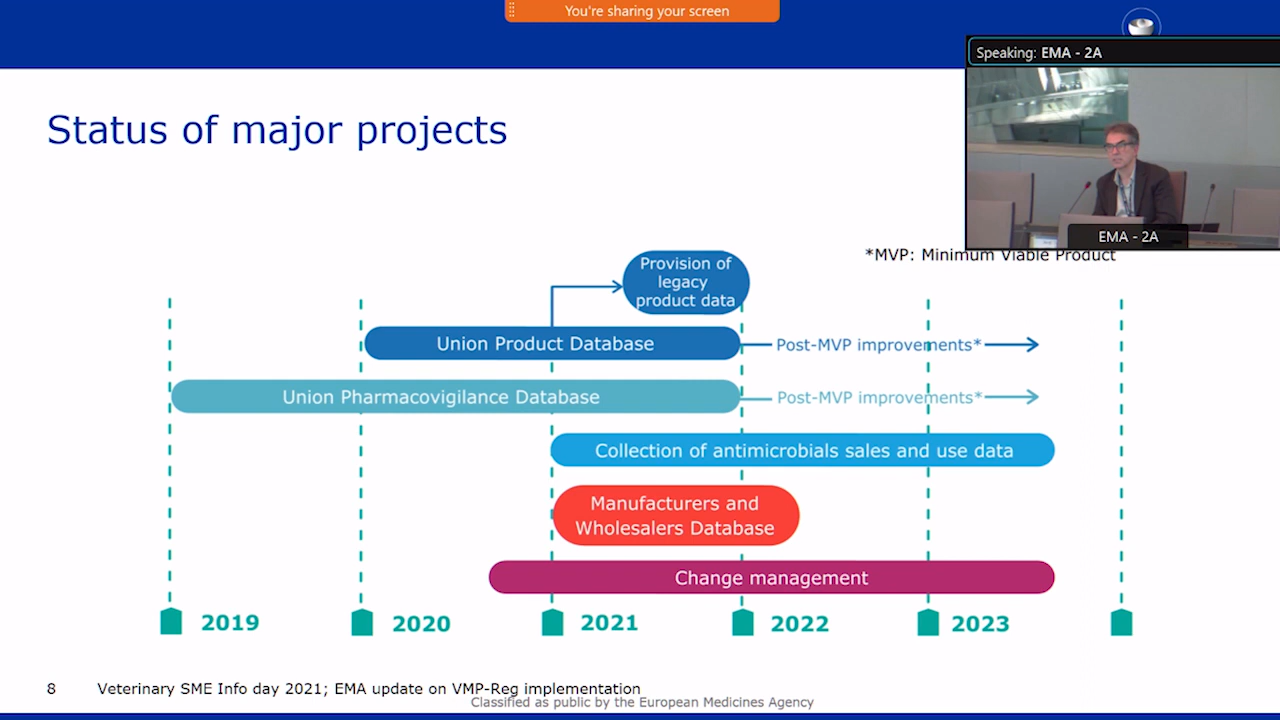 You're sharing your screen
Speaking: EMA - 2A
Status of major projects
EMA - 2A
*MVP: Minimum Viable Product
Provision of
legacy
product data
Union Product Database
Post-MVP improvements*
Union Pharmacovigilance Database
Post-MVP improvements*
Collection of antimicrobials sales and use data
Manufacturers and
Wholesalers Database
Change management
2019
2020
2021
2022
2023
8 Veterinary SME Info day 2021; EMA update on VMP-Reg implementation
Classified as public by the European Medicines Agency